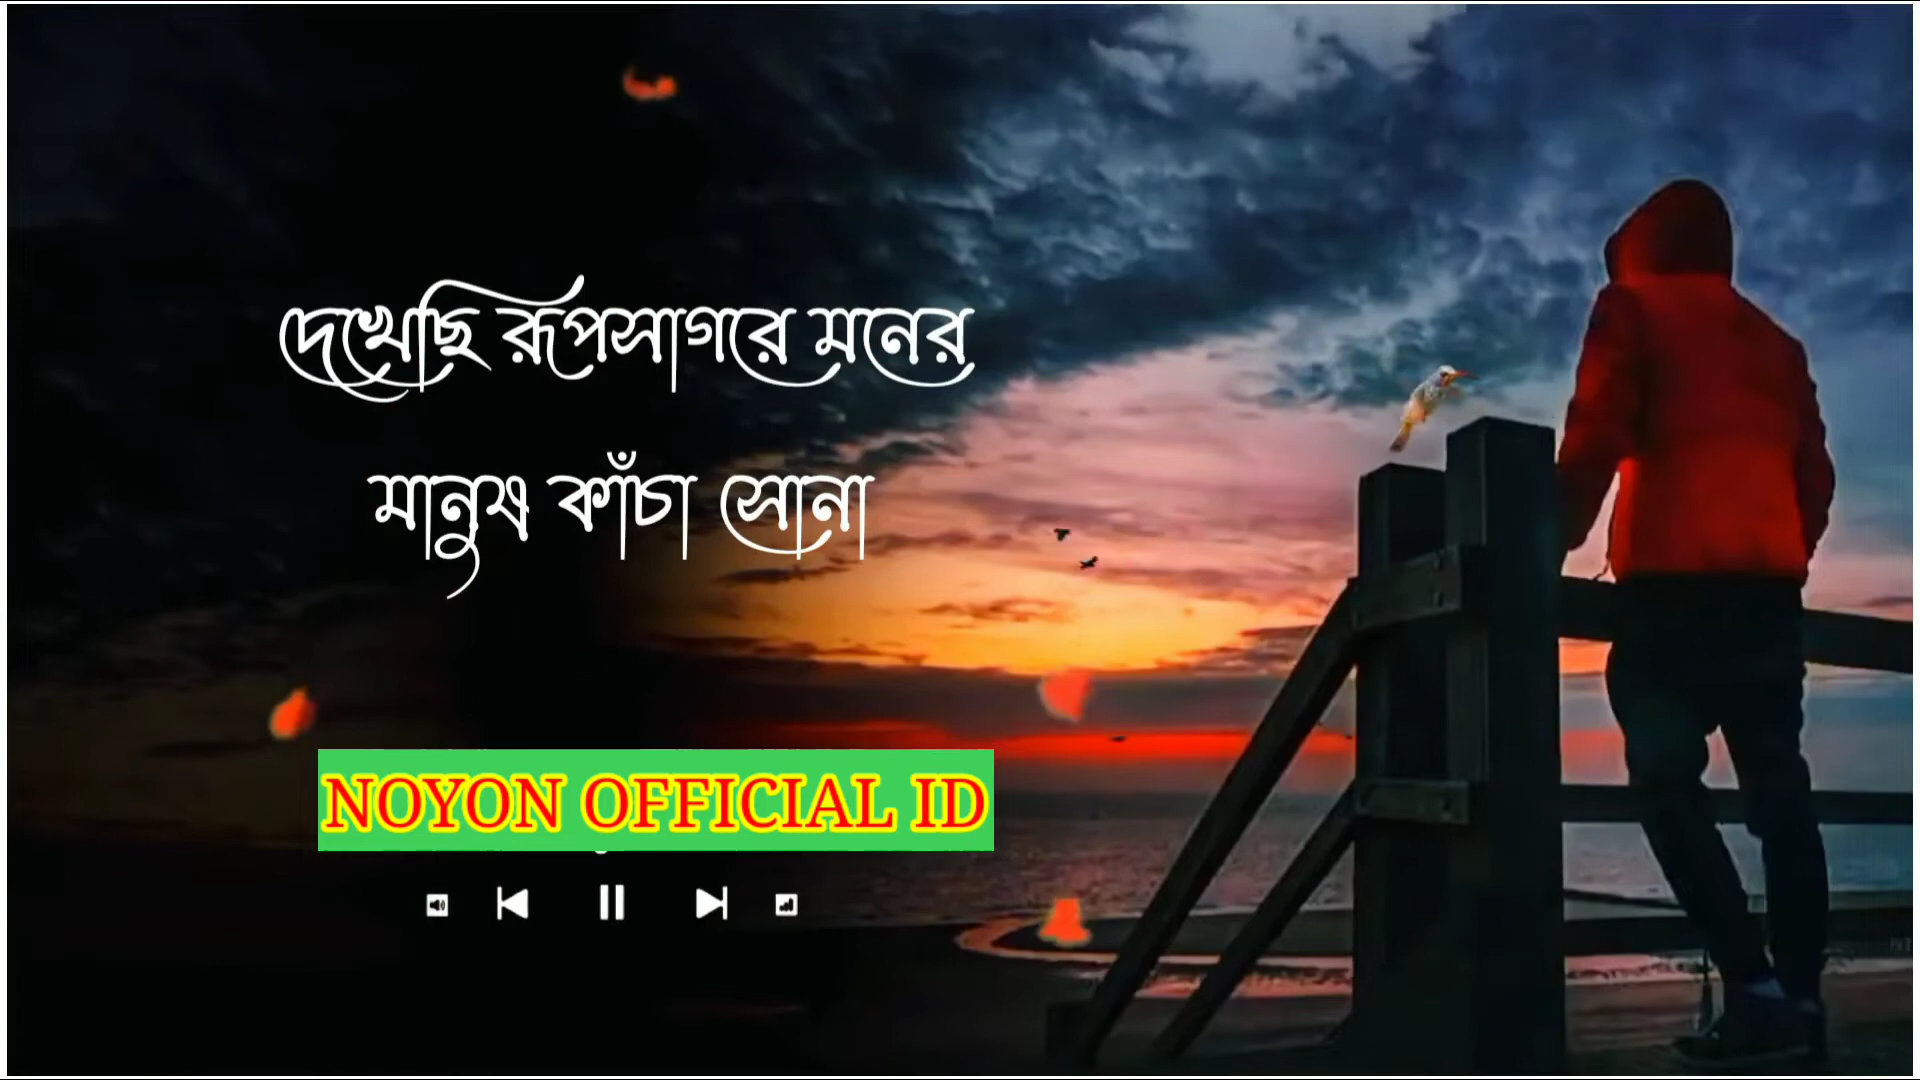 দেখেছি রূপসাগরে মনের
মানুষ কাঁচা সোনা
NOYON OFFICIAL ID